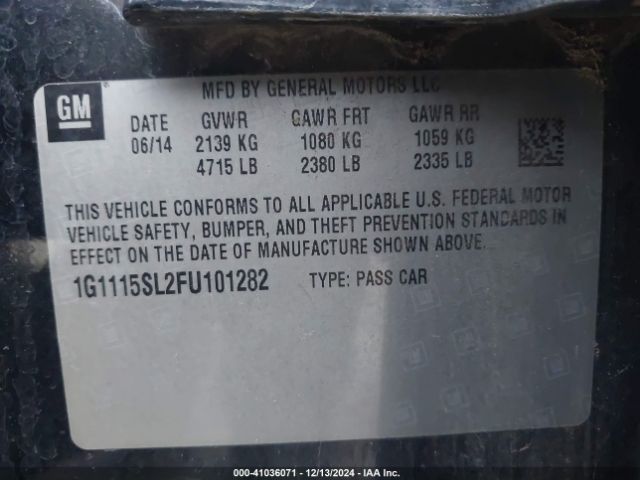 MFD BY GENERAL MOTORS LLC
GM
DATE GVWR GAWR FRT GAWR RR
06/14 2139 KG 1080 KG 1059 KG
4715 LB 2380 LB 2335 LB
THIS VEHICLE CONFORMS TO ALL APPLICABLE U.S. FEDERAL MOTOR
VEHICLE SAFETY, BUMPER, AND THEFT PREVENTION STANDARDS IN
EFFECT ON THE DATE OF MANUFACTURE SHOWN ABOVE.
1G1115SL2FU101282 TYPE: PASS CAR
000-41036071 - 12/13/2024 - IAA Inc.